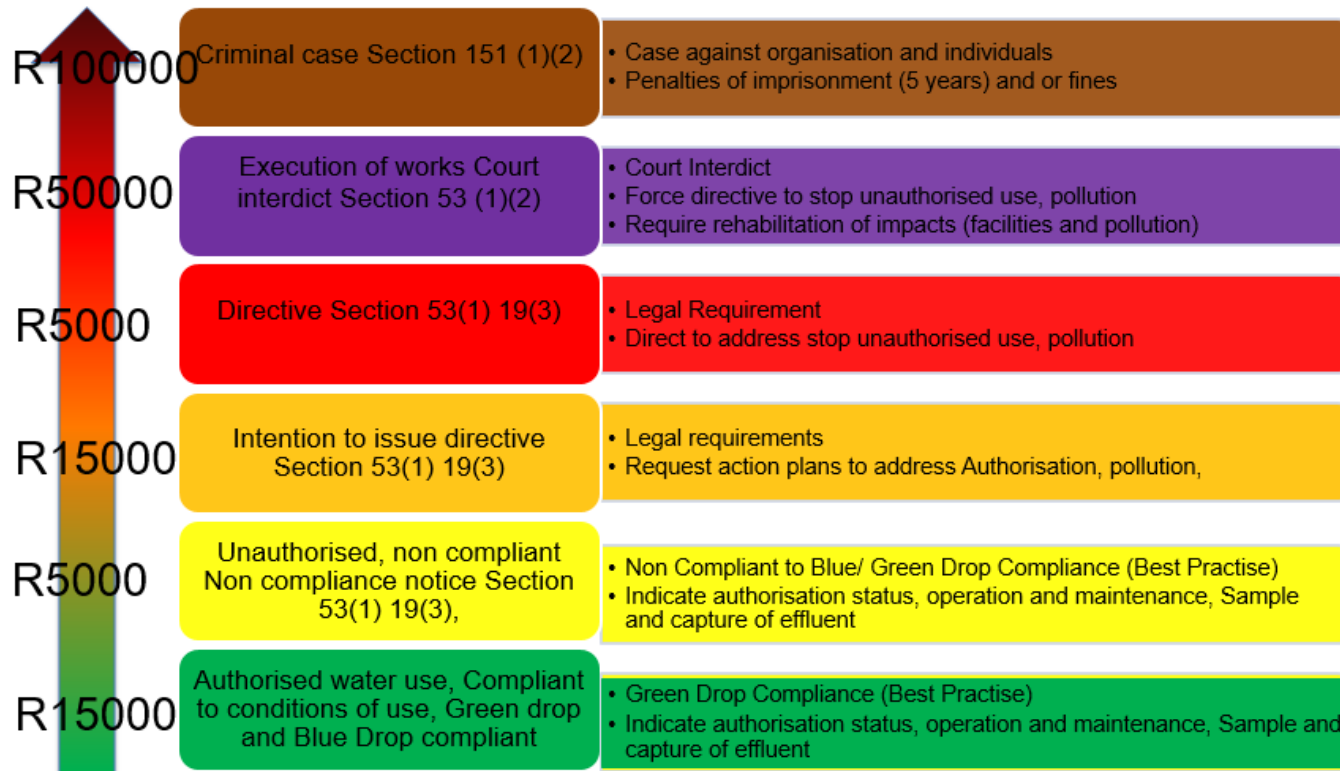 R100000
Criminal case Section 151 (1)(2)
• Case against organisation and individuals
• Penalties of imprisonment (5 years) and or fines
R50000
Execution of works Court
interdict Section 53 (1)(2)
• Court Interdict
• Force directive to stop unauthorised use, pollution
• Require rehabilitation of impacts (facilities and pollution)
R5000
Directive Section 53(1) 19(3)
• Legal Requirement
• Direct to address stop unauthorised use, pollution
R15000
Intention to issue directive
Section 53(1) 19(3)
• Legal requirements
• Request action plans to address Authorisation, pollution,
R5000
Unauthorised, non compliant
Non compliance notice Section
53(1) 19(3),
• Non Compliant to Blue/ Green Drop Compliance (Best Practise)
• Indicate authorisation status, operation and maintenance, Sample
and capture of effluent
R15000
Authorised water use, Compliant
to conditions of use, Green drop
and Blue Drop compliant
• Green Drop Compliance (Best Practise)
• Indicate authorisation status, operation and maintenance, Sample and
capture of effluent